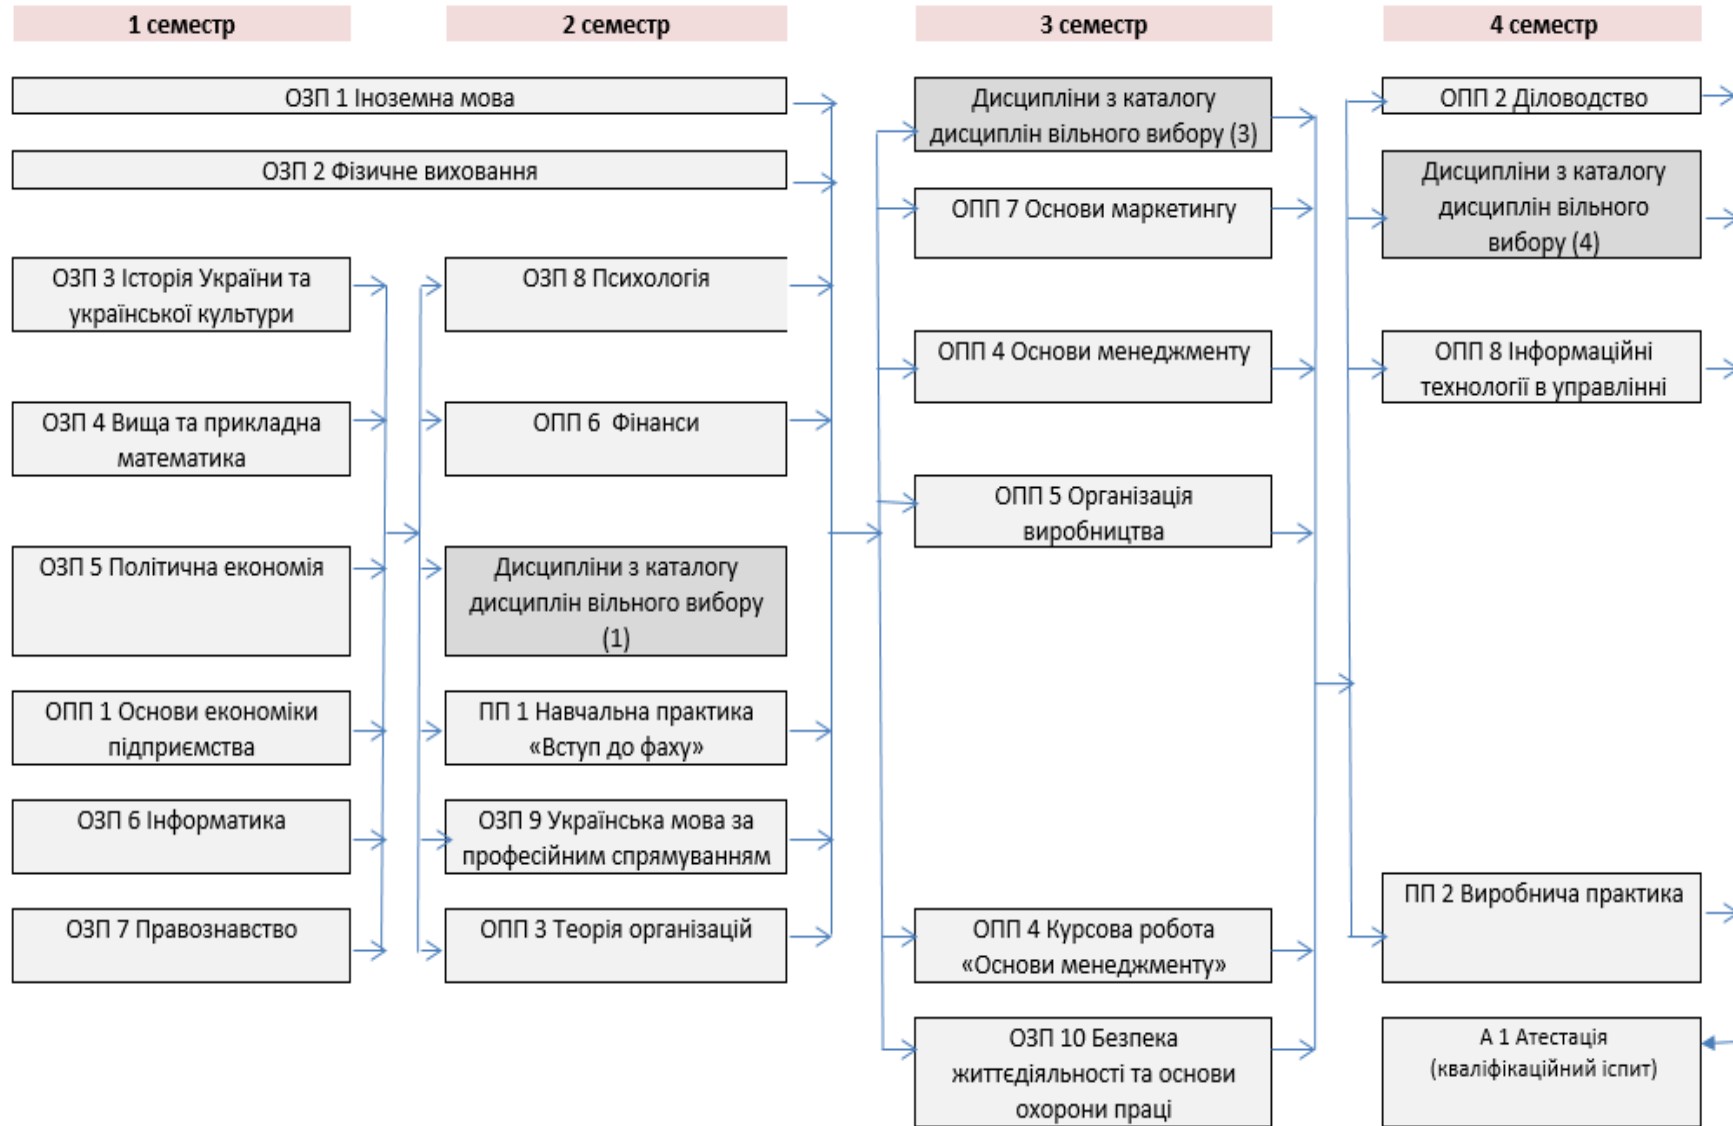 1 семестр
2 семестр
3 семестр
4 семестр
ОЗП 1 Іноземна мова
ОЗП 2 Фізичне виховання
ОЗП 3 Історія України та
української культури
ОЗП 4 Вища та прикладна
математика
ОЗП 5 Політична економія
ОПП 1 Основи економіки
підприємства
ОЗП 6 Інформатика
ОЗП 7 Правознавство
ОЗП 8 Психологія
ОПП 6 Фінанси
Дисципліни з каталогу
дисциплін вільного вибору
(1)
ПП 1 Навчальна практика
«Вступ до фаху»
ОЗП 9 Українська мова за
професійним спрямуванням
ОПП 3 Теорія організацій
Дисципліни з каталогу
дисциплін вільного вибору (3)
ОПП 7 Основи маркетингу
ОПП 4 Основи менеджменту
ОПП 5 Організація
виробництва
ОПП 4 Курсова робота
«Основи менеджменту»
ОЗП 10 Безпека
життєдіяльності та основи
охорони праці
ОПП 2 Діловодство
Дисципліни з каталогу
дисциплін вільного
вибору (4)
ОПП 8 Інформаційні
технології в управлінні
ПП 2 Виробнича практика
А 1 Атестація
(кваліфікаційний іспит)